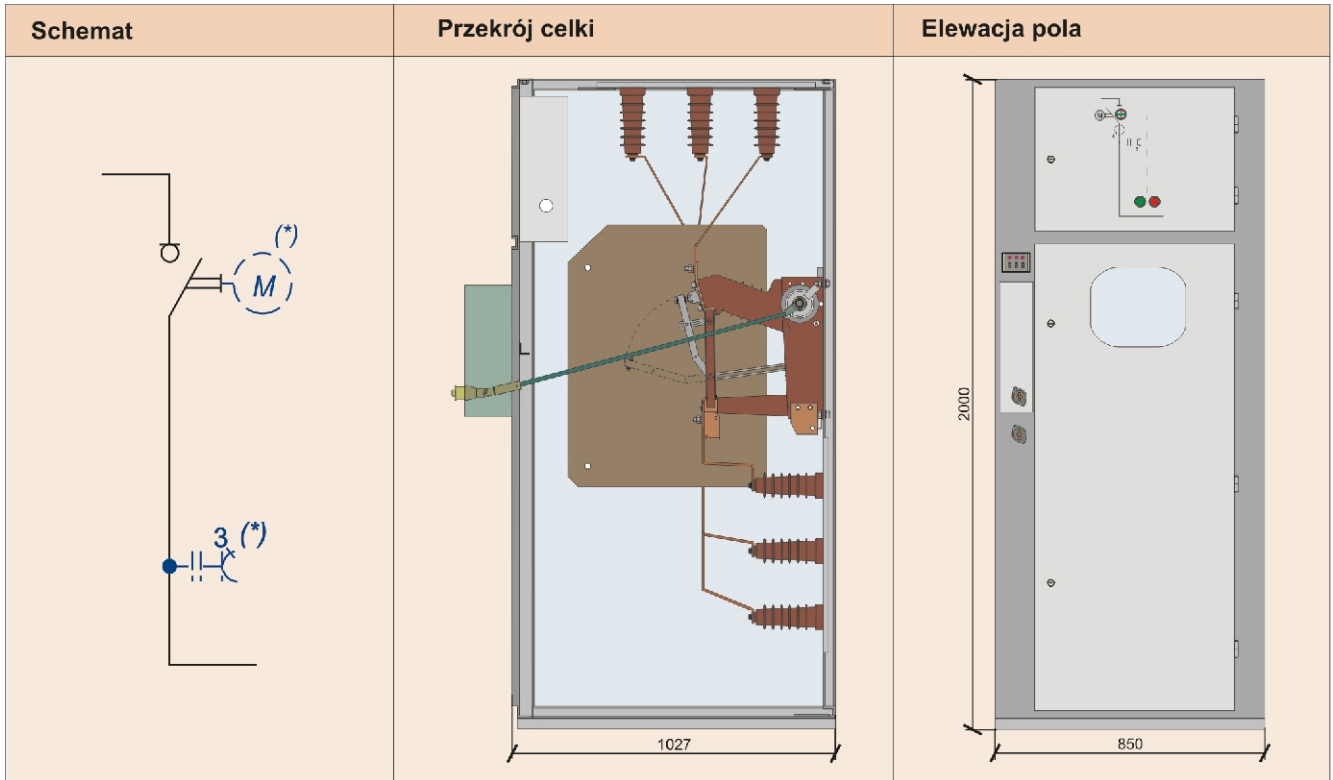 Schemat
Przekrój celki
Elewacja pola
(*)
M
3 (*)
1027
M
2000
850